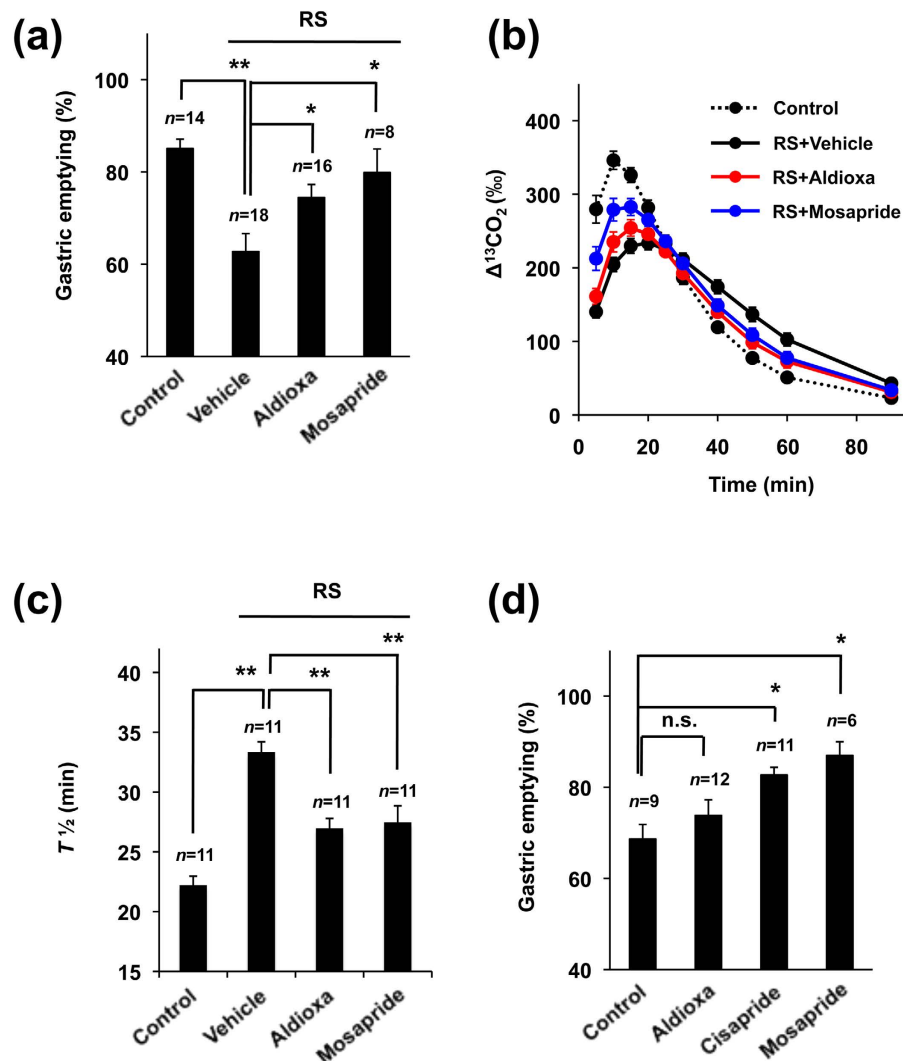 (a)
RS
**
*
*
n=14
n=18
n=16
n=8
Gastric emptying (%)
100
80
60
40
Control
Vehicle
Aldioxa
Mosapride
(b)
Δ¹³CO₂ (‰)
400
300
200
100
0
0 20 40 60 80
Time (min)
Control
RS+Vehicle
RS+Aldioxa
RS+Mosapride
(c)
RS
**
**
**
n=11
n=11
n=11
n=11
T ½ (min)
40
35
30
25
20
15
Control
Vehicle
Aldioxa
Mosapride
(d)
*
*
n.s.
n=9
n=12
n=11
n=6
Gastric emptying (%)
100
80
60
40
Control
Aldioxa
Cisapride
Mosapride